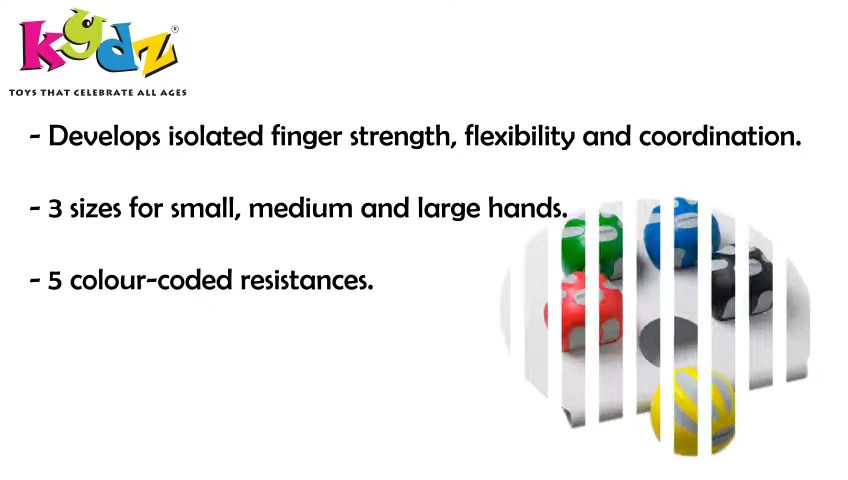 kydz®
TOYS THAT CELEBRATE ALL AGES
- Develops isolated finger strength, flexibility and coordination.
- 3 sizes for small, medium and large hands.
- 5 colour-coded resistances.